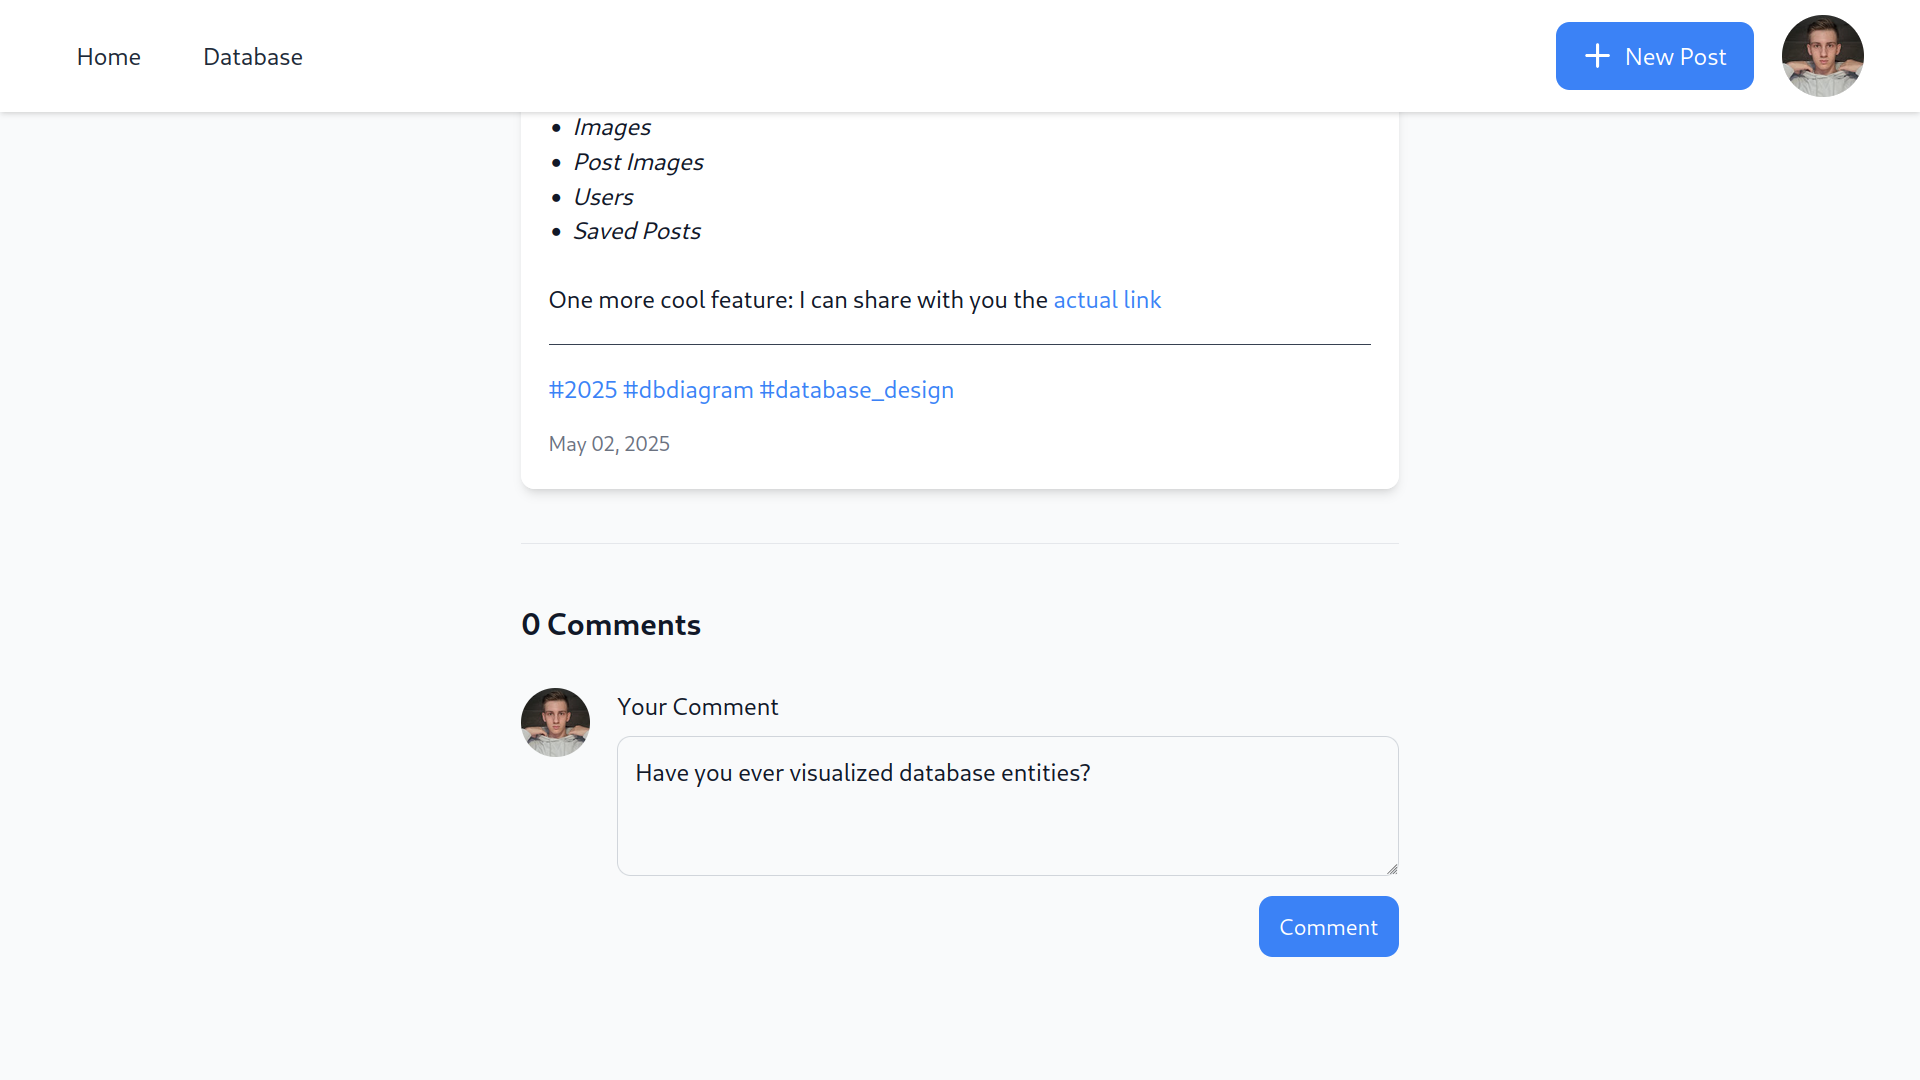 Home
Database
New Post
Images
Post Images
Users
Saved Posts
One more cool feature: I can share with you the actual link
#2025 #dbdiagram #database_design
May 02, 2025
0 Comments
Your Comment
Have you ever visualized database entities?
Comment